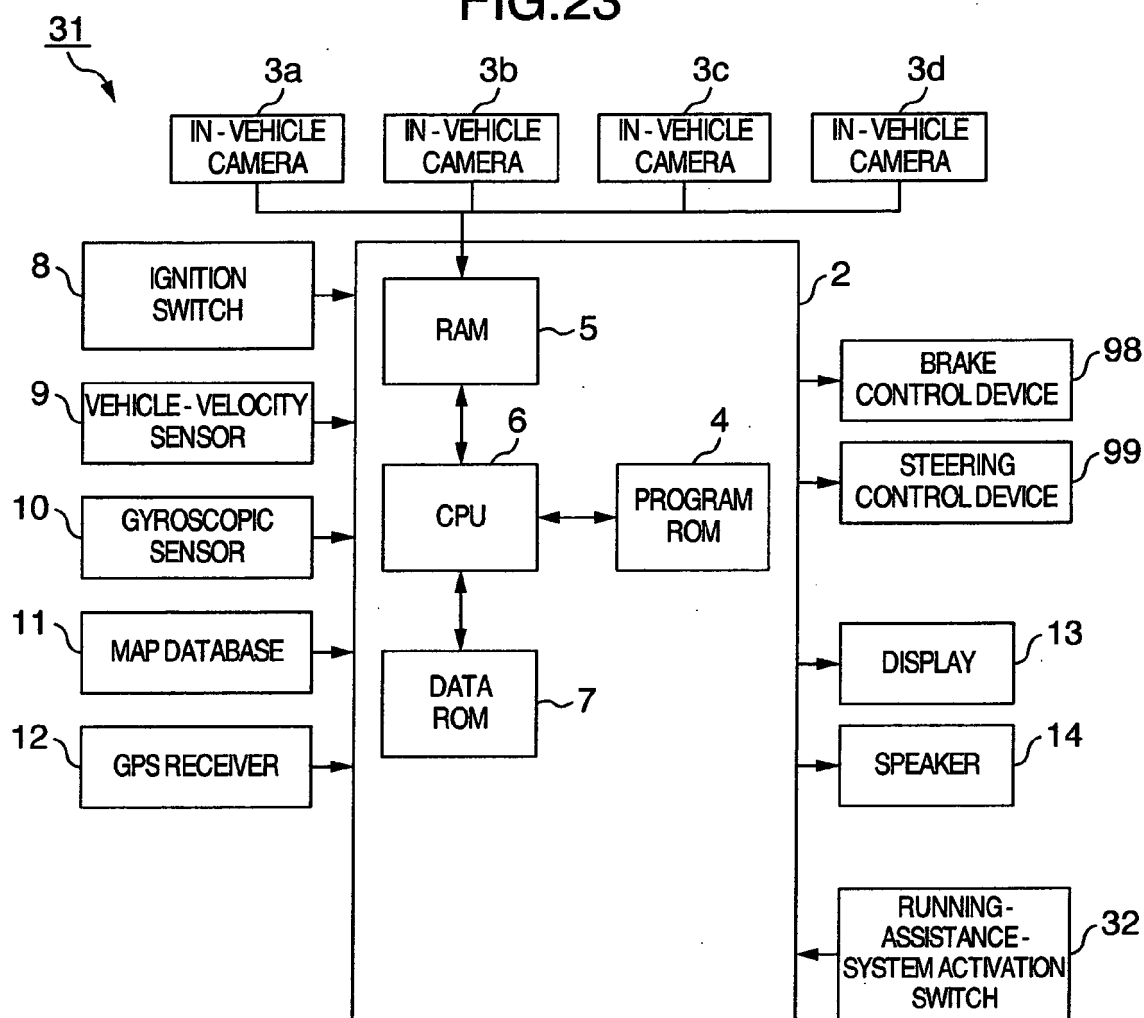 FIG.23
31
3a
3b
3c
3d
IN-VEHICLE
CAMERA
IN-VEHICLE
CAMERA
IN-VEHICLE
CAMERA
IN-VEHICLE
CAMERA
8
IGNITION
SWITCH
9
VEHICLE-VELOCITY
SENSOR
10
GYROSCOPIC
SENSOR
11
MAP DATABASE
12
GPS RECEIVER
2
RAM
5
6
CPU
4
PROGRAM
ROM
DATA
ROM
7
BRAKE
CONTROL DEVICE
98
STEERING
CONTROL DEVICE
99
DISPLAY
13
SPEAKER
14
RUNNING-
ASSISTANCE-
SYSTEM ACTIVATION
SWITCH
32